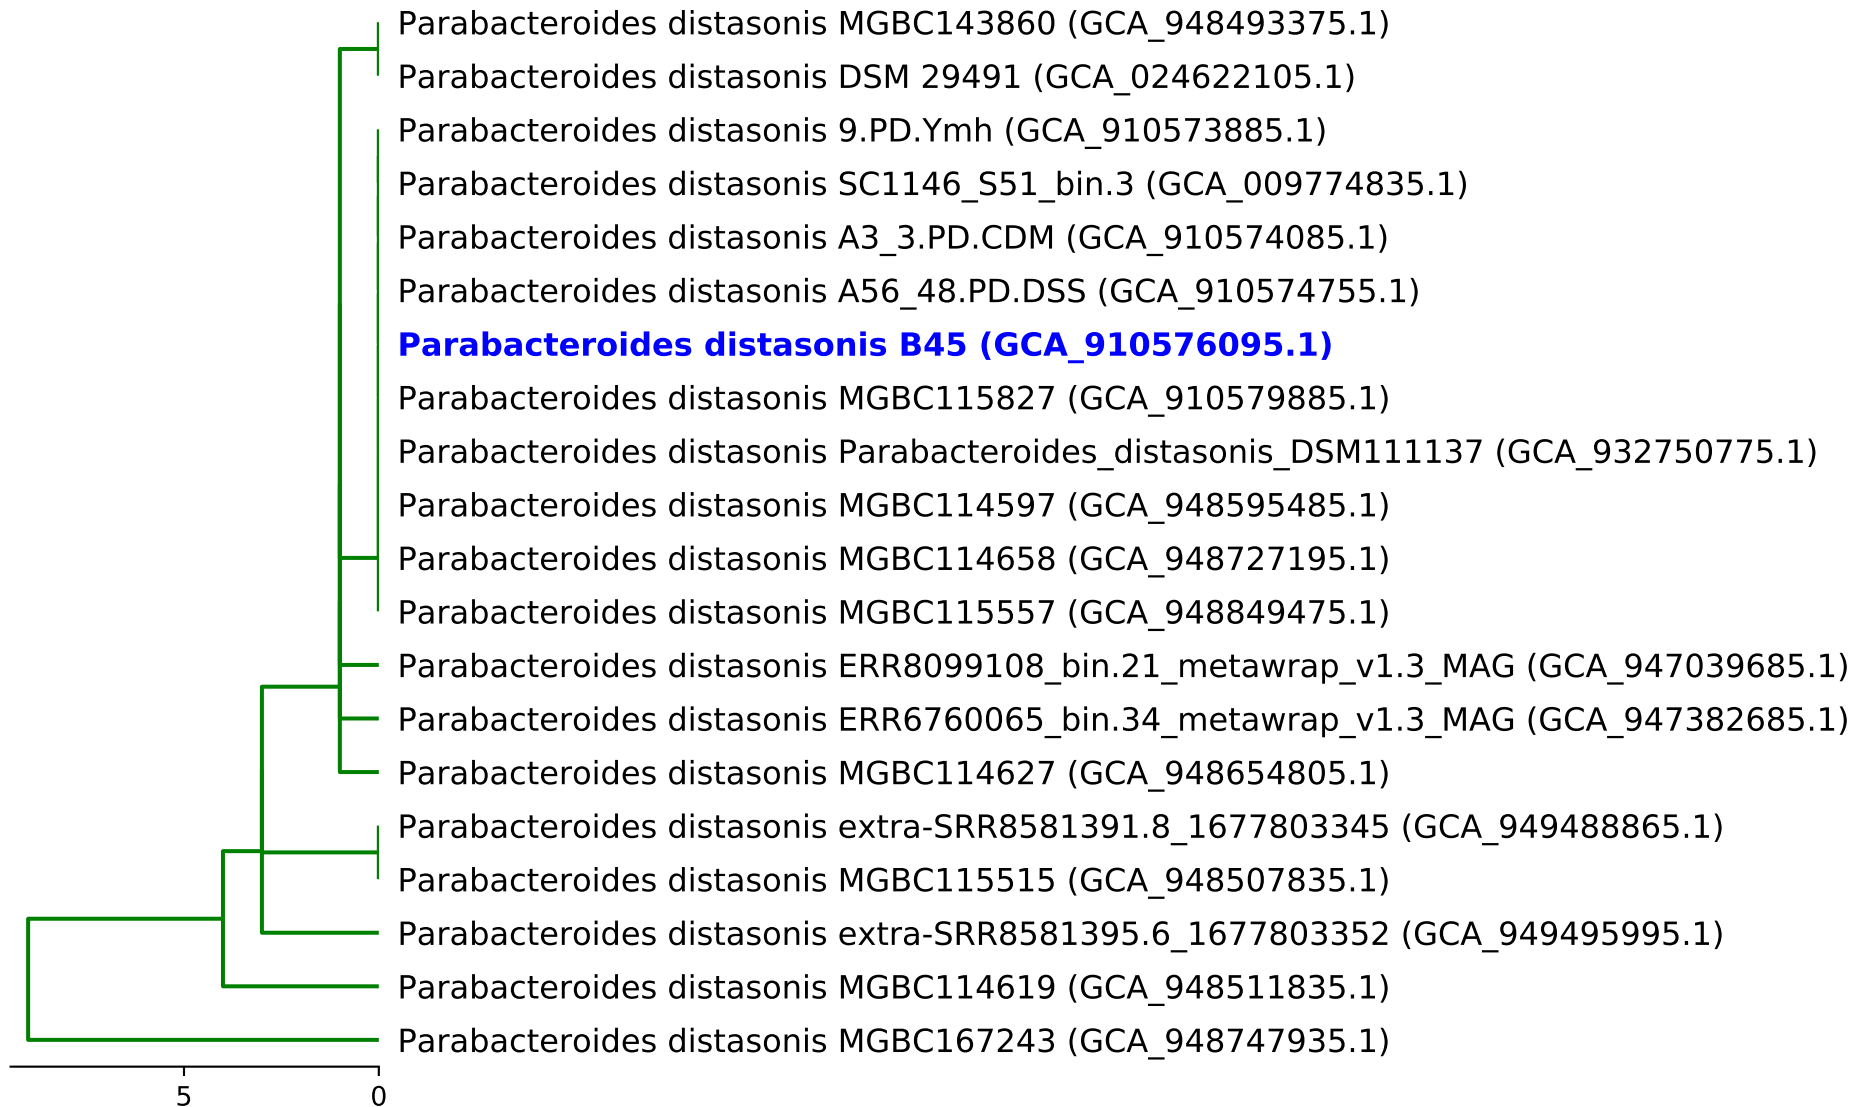 Parabacteroides distasonis MGBC143860 (GCA_948493375.1)
Parabacteroides distasonis DSM 29491 (GCA_024622105.1)
Parabacteroides distasonis 9.PD.Ymh (GCA_910573885.1)
Parabacteroides distasonis SC1146_S51_bin.3 (GCA_009774835.1)
Parabacteroides distasonis A3_3.PD.CDM (GCA_910574085.1)
Parabacteroides distasonis A56_48.PD.DSS (GCA_910574755.1)
Parabacteroides distasonis B45 (GCA_910576095.1)
Parabacteroides distasonis MGBC115827 (GCA_910579885.1)
Parabacteroides distasonis Parabacteroides_distasonis_DSM111137 (GCA_932750775.1)
Parabacteroides distasonis MGBC114597 (GCA_948595485.1)
Parabacteroides distasonis MGBC114658 (GCA_948727195.1)
Parabacteroides distasonis MGBC115557 (GCA_948849475.1)
Parabacteroides distasonis ERR8099108_bin.21_metawrap_v1.3_MAG (GCA_947039685.1)
Parabacteroides distasonis ERR6760065_bin.34_metawrap_v1.3_MAG (GCA_947382685.1)
Parabacteroides distasonis MGBC114627 (GCA_948654805.1)
Parabacteroides distasonis extra-SRR8581391.8_1677803345 (GCA_949488865.1)
Parabacteroides distasonis MGBC115515 (GCA_948507835.1)
Parabacteroides distasonis extra-SRR8581395.6_1677803352 (GCA_949495995.1)
Parabacteroides distasonis MGBC114619 (GCA_948511835.1)
Parabacteroides distasonis MGBC167243 (GCA_948747935.1)
5 0